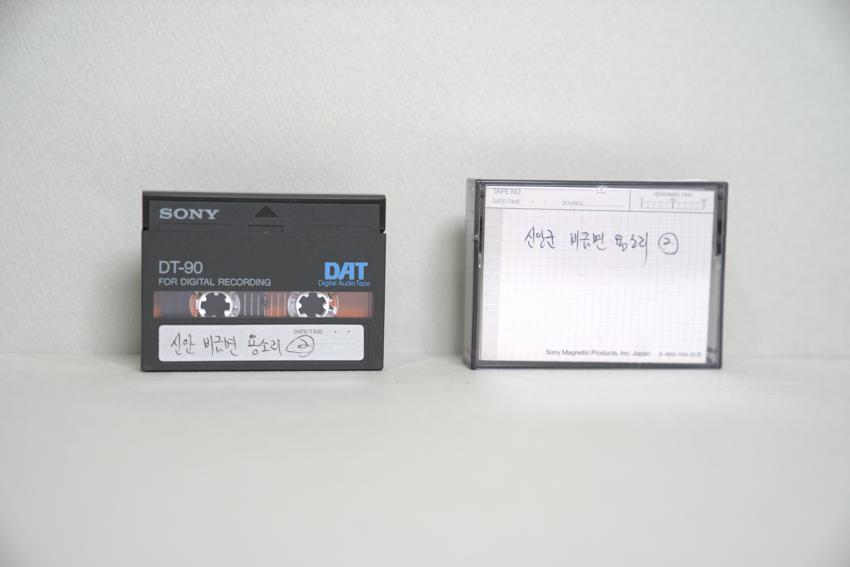 SONY
DT-90
FOR DIGITAL RECORDING
DAT
Digital Audio Tape
DATE/TIME
신안 비금면 용소리 ②
TAPE NO.
DATE/TIME
SOURCE
REMAINING TIME
신안군 비금면 용소리 ②
Sony Magnetic Products, Inc. Japan